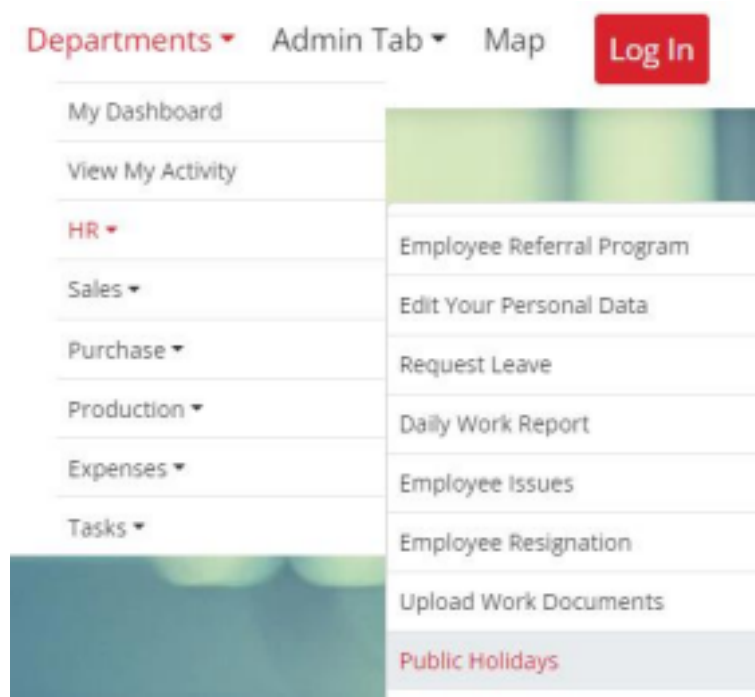 Departments Admin Tab Map Log In
My Dashboard
View My Activity
HR
Sales
Purchase
Production
Expenses
Tasks
Employee Referral Program
Edit Your Personal Data
Request Leave
Daily Work Report
Employee Issues
Employee Resignation
Upload Work Documents
Public Holidays